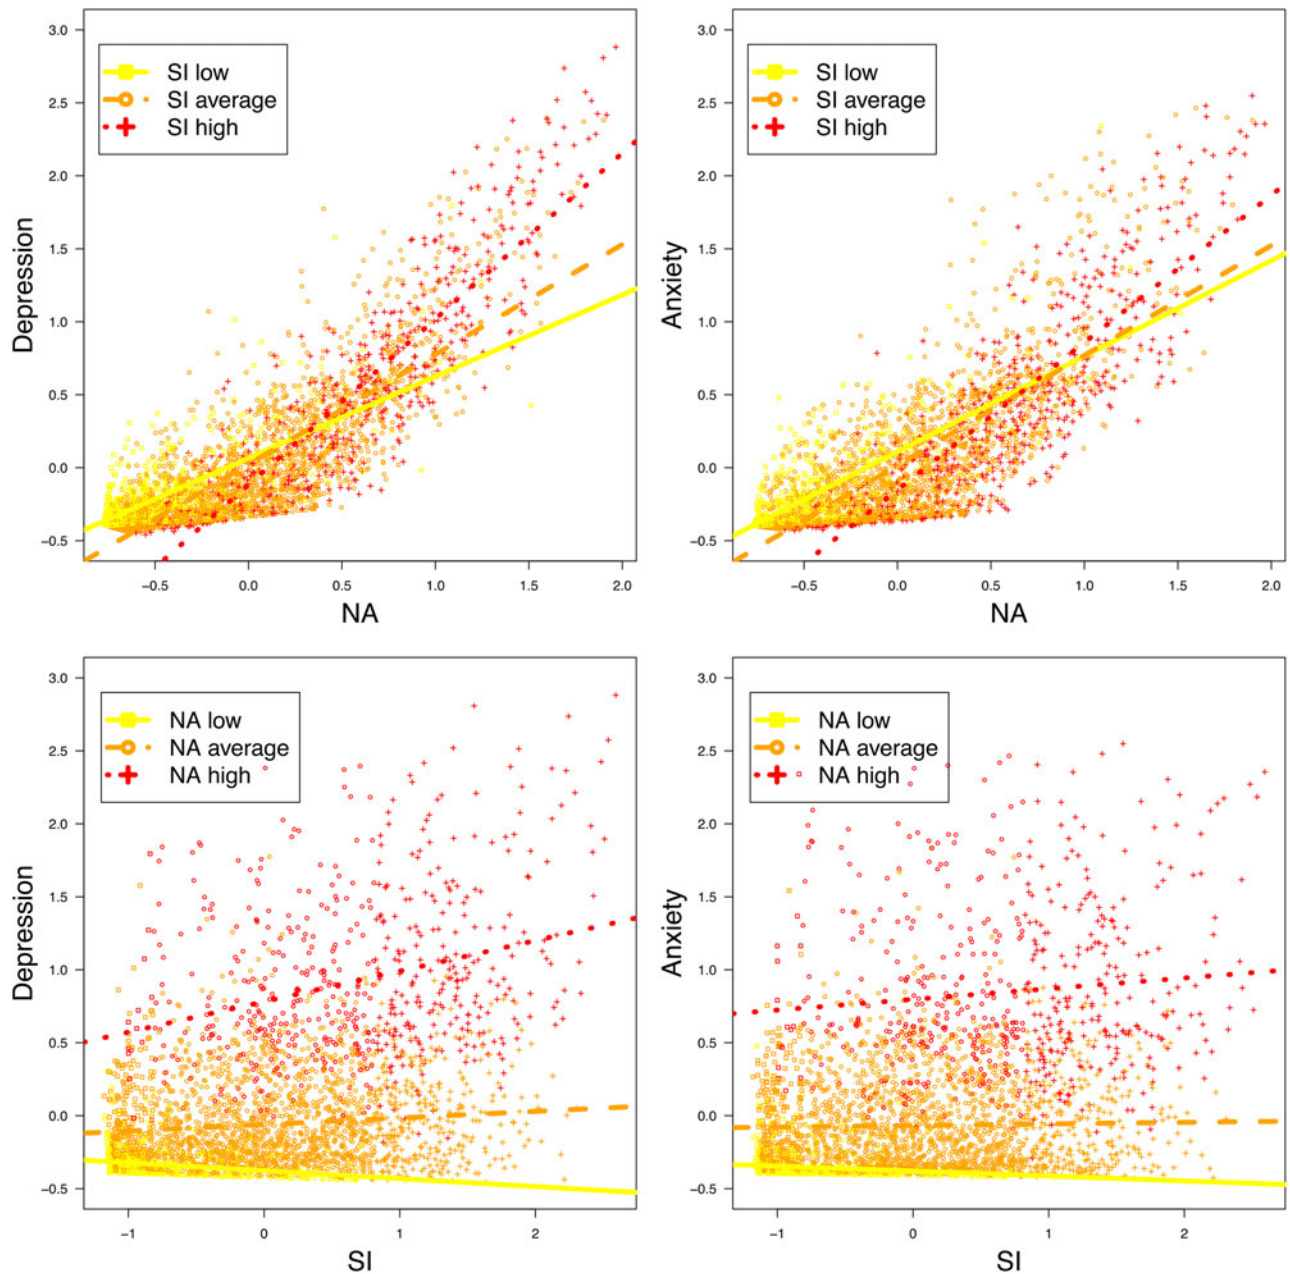 3.0
2.5
2.0
1.5
1.0
0.5
0.0
−0.5
Depression
SI low
SI average
SI high
−0.5 0.0 0.5 1.0 1.5 2.0
NA
3.0
2.5
2.0
1.5
1.0
0.5
0.0
−0.5
Anxiety
SI low
SI average
SI high
−0.5 0.0 0.5 1.0 1.5 2.0
NA
3.0
2.5
2.0
1.5
1.0
0.5
0.0
−0.5
Depression
NA low
NA average
NA high
−1 0 1 2
SI
3.0
2.5
2.0
1.5
1.0
0.5
0.0
−0.5
Anxiety
NA low
NA average
NA high
−1 0 1 2
SI